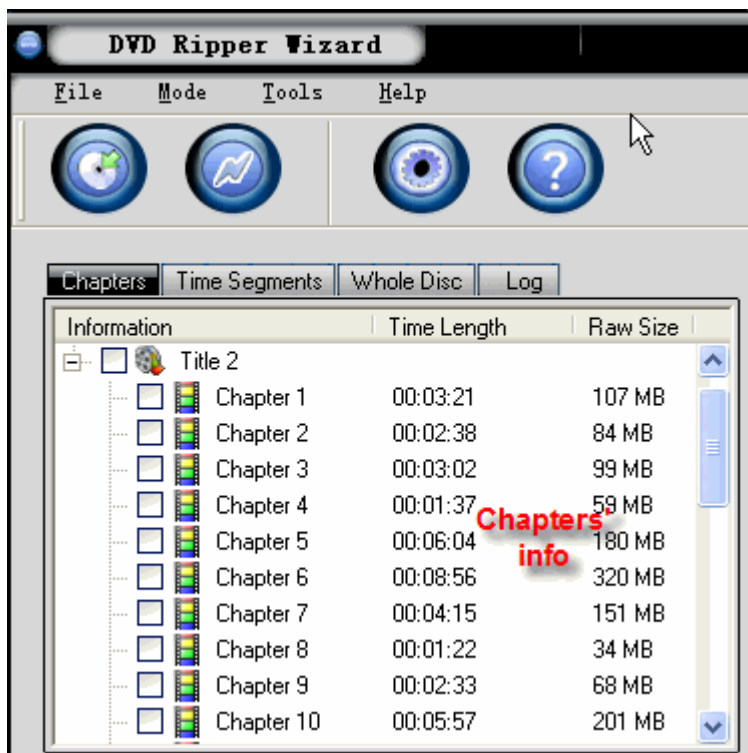 DVD Ripper Wizard
File Mode Tools Help
?
Chapters Time Segments Whole Disc Log
Information Time Length Raw Size
Title 2
Chapter 1 00:03:21 107 MB
Chapter 2 00:02:38 84 MB
Chapter 3 00:03:02 99 MB
Chapter 4 00:01:37 59 MB
Chapters'
info
Chapter 5 00:06:04 180 MB
Chapter 6 00:08:56 320 MB
Chapter 7 00:04:15 151 MB
Chapter 8 00:01:22 34 MB
Chapter 9 00:02:33 68 MB
Chapter 10 00:05:57 201 MB